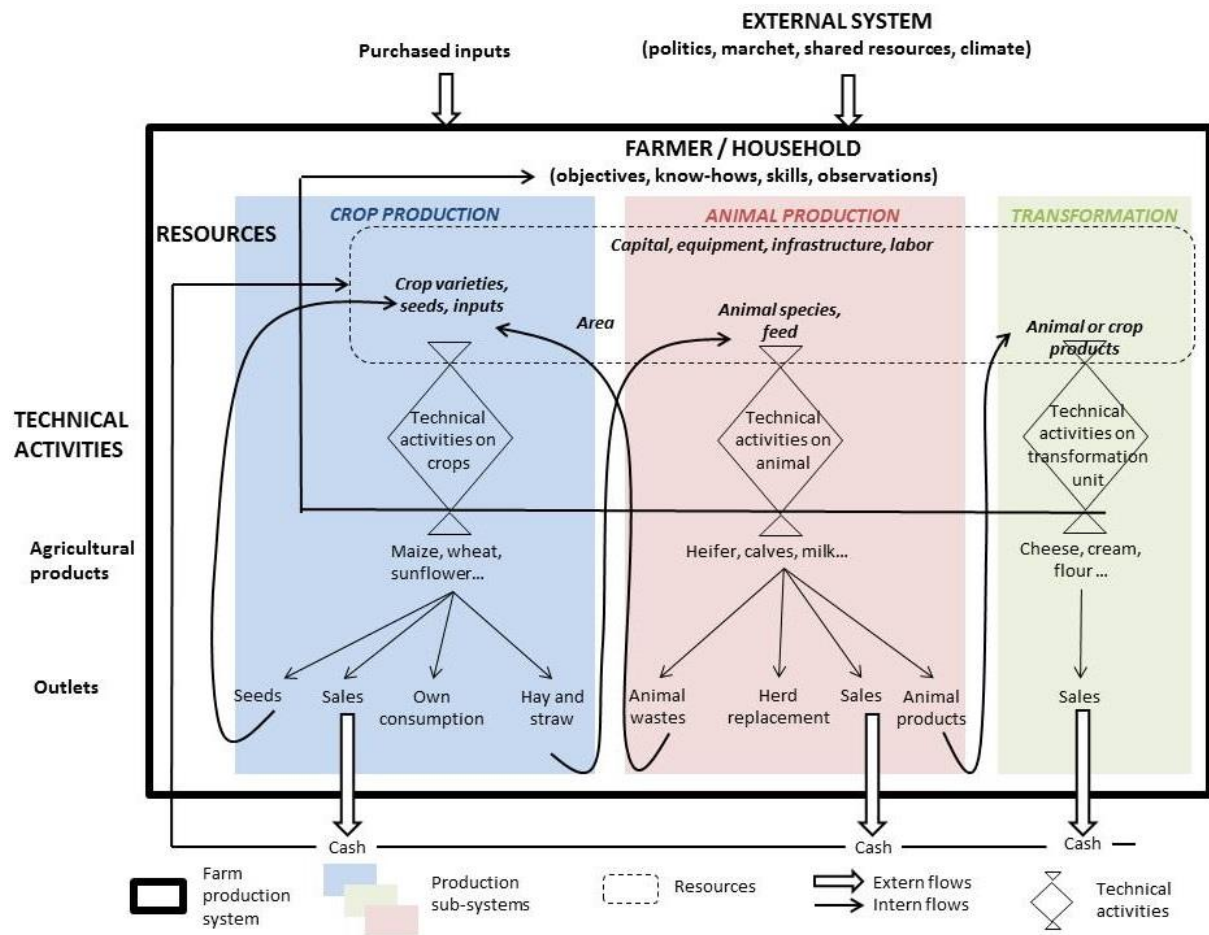 EXTERNAL SYSTEM
(politics, marchet, shared resources, climate)
Purchased inputs
FARMER / HOUSEHOLD
(objectives, know-hows, skills, observations)
CROP PRODUCTION
ANIMAL PRODUCTION
TRANSFORMATION
RESOURCES
Capital, equipment, infrastructure, labor
Crop varieties,
seeds, inputs
Area
Animal species,
feed
Animal or crop
products
TECHNICAL
ACTIVITIES
Technical
activities on
crops
Technical
activities on
animal
Technical
activities on
transformation
unit
Agricultural
products
Maize, wheat,
sunflower...
Heifer, calves, milk...
Cheese, cream,
flour ...
Outlets
Seeds
Sales
Own
consumption
Hay and
straw
Animal
wastes
Herd
replacement
Sales
Animal
products
Sales
Cash
Cash
Cash
Farm
production
system
Production
sub-systems
Resources
Extern flows
Intern flows
Technical
activities